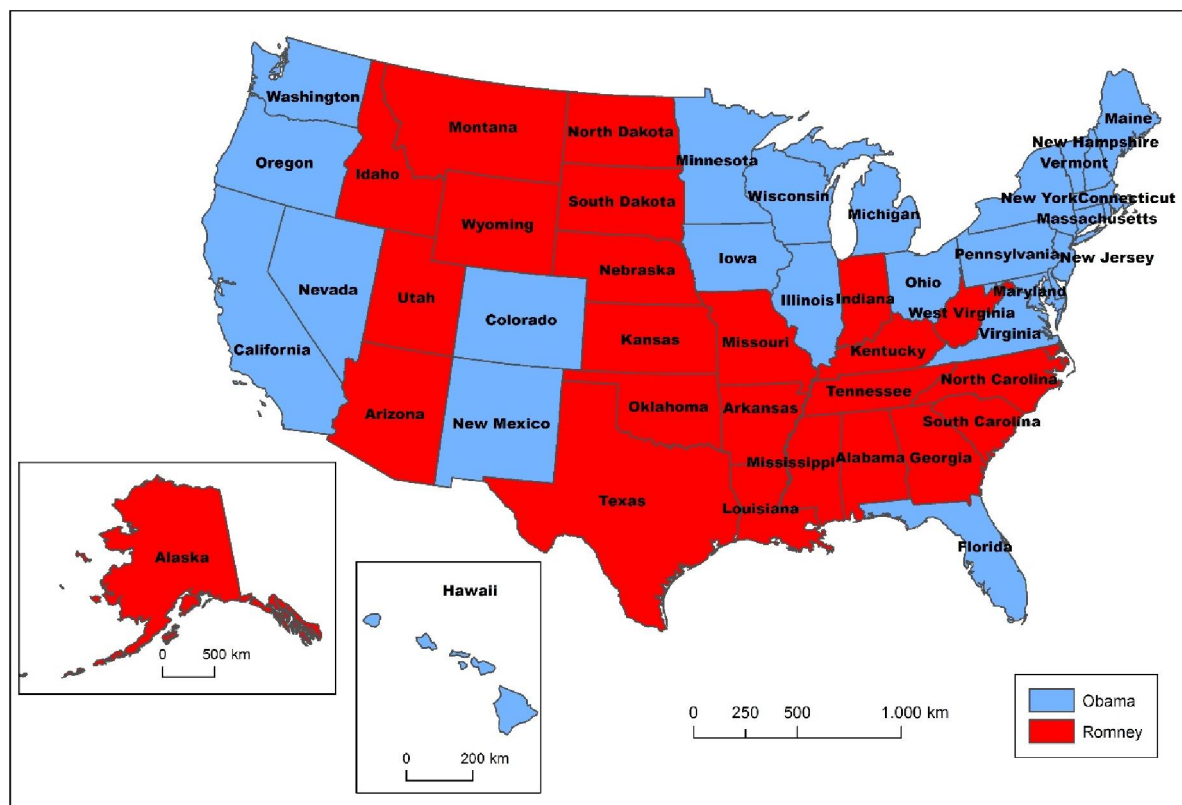 Washington
Oregon
California
Nevada
Idaho
Montana
Wyoming
Utah
Colorado
Arizona
New Mexico
North Dakota
South Dakota
Nebraska
Kansas
Oklahoma
Texas
Minnesota
Iowa
Missouri
Arkansas
Louisiana
Wisconsin
Illinois
Michigan
Indiana
Ohio
Kentucky
Tennessee
Mississippi
Alabama
Georgia
Florida
South Carolina
North Carolina
Virginia
West Virginia
Maryland
Pennsylvania
New Jersey
New York
Connecticut
Massachusetts
Vermont
New Hampshire
Maine
Alaska
0 500 km
Hawaii
0 200 km
0 250 500 1.000 km
Obama
Romney